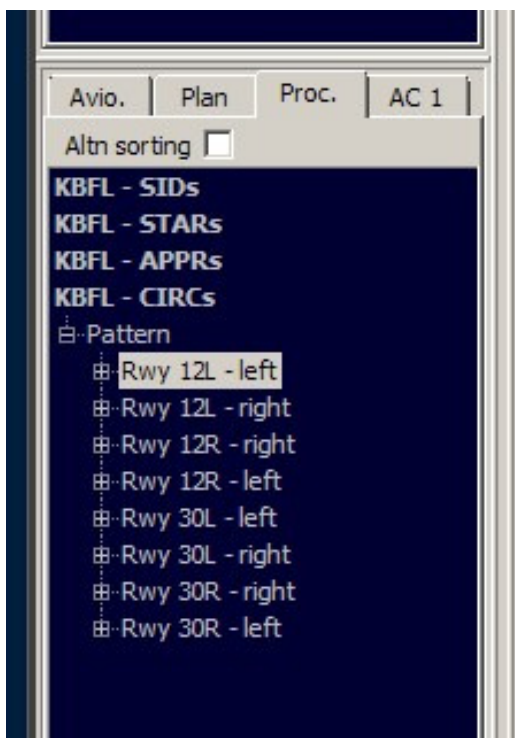 Avio. Plan Proc. AC 1
Altn sorting
KBFL - SIDs
KBFL - STARs
KBFL - APPRs
KBFL - CIRCs
Pattern
Rwy 12L - left
Rwy 12L - right
Rwy 12R - right
Rwy 12R - left
Rwy 30L - left
Rwy 30L - right
Rwy 30R - right
Rwy 30R - left